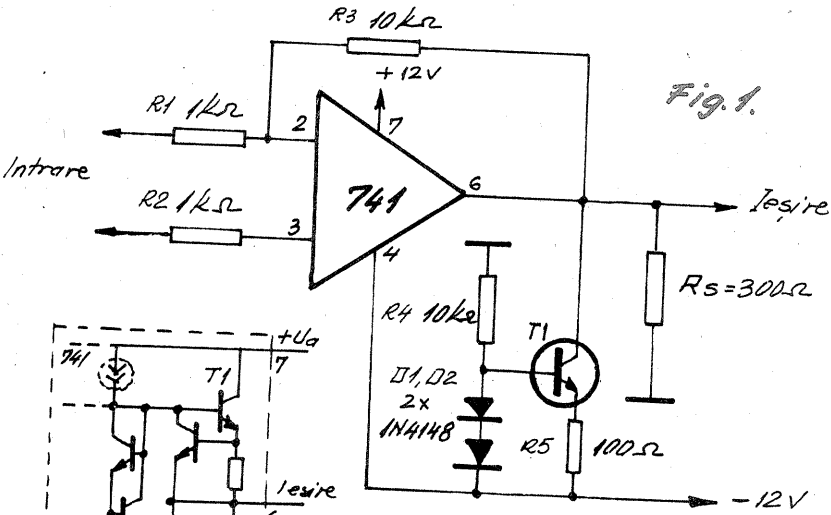 R3 10kΩ
+12V
Fig.1.
R1 1kΩ
2
7
Intrare
741
6
Ieșire
R2 1kΩ
3
4
R4 10kΩ
T1
Rs=300Ω
+Ua
741
7
T1
D1,D2
2x
1N4148
R5
100Ω
Iesire
-12V